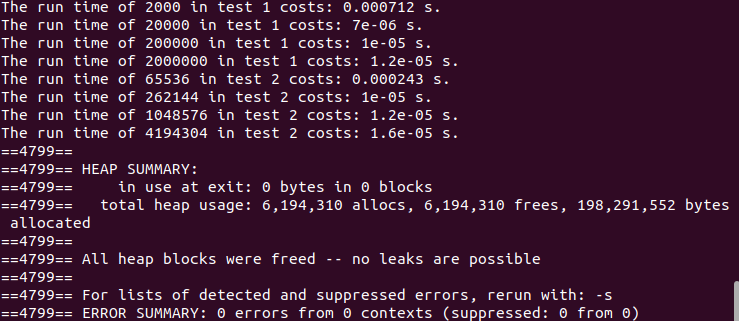 The run time of 2000 in test 1 costs: 0.000712 s.
The run time of 20000 in test 1 costs: 7e-06 s.
The run time of 200000 in test 1 costs: 1e-05 s.
The run time of 2000000 in test 1 costs: 1.2e-05 s.
The run time of 65536 in test 2 costs: 0.000243 s.
The run time of 262144 in test 2 costs: 1e-05 s.
The run time of 1048576 in test 2 costs: 1.2e-05 s.
The run time of 4194304 in test 2 costs: 1.6e-05 s.
==4799==
==4799== HEAP SUMMARY:
==4799==     in use at exit: 0 bytes in 0 blocks
==4799==   total heap usage: 6,194,310 allocs, 6,194,310 frees, 198,291,552 bytes
 allocated
==4799==
==4799== All heap blocks were freed -- no leaks are possible
==4799==
==4799== For lists of detected and suppressed errors, rerun with: -s
==4799== ERROR SUMMARY: 0 errors from 0 contexts (suppressed: 0 from 0)